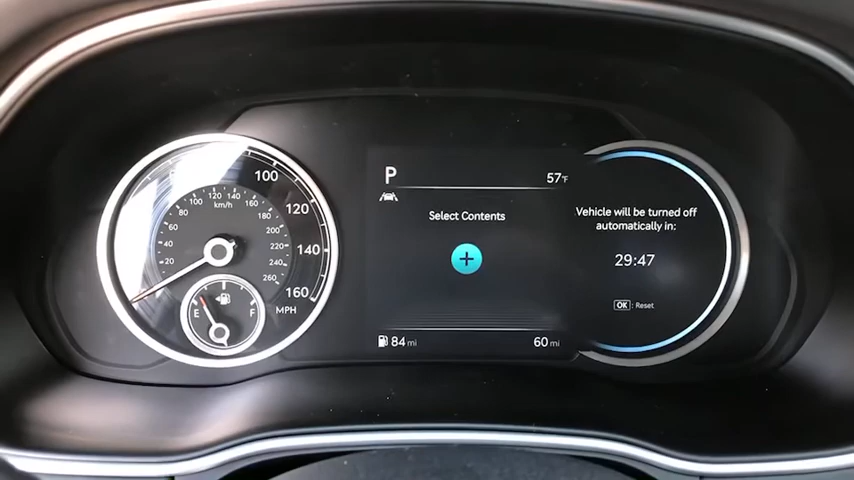 100
120
140
160
MPH
20
40
60
80
100
120
140
160
180
200
220
240
260
km/h
E
F
P
57°F
Select Contents
+
84 mi
60 mi
Vehicle will be turned off
automatically in:
29:47
OK : Reset